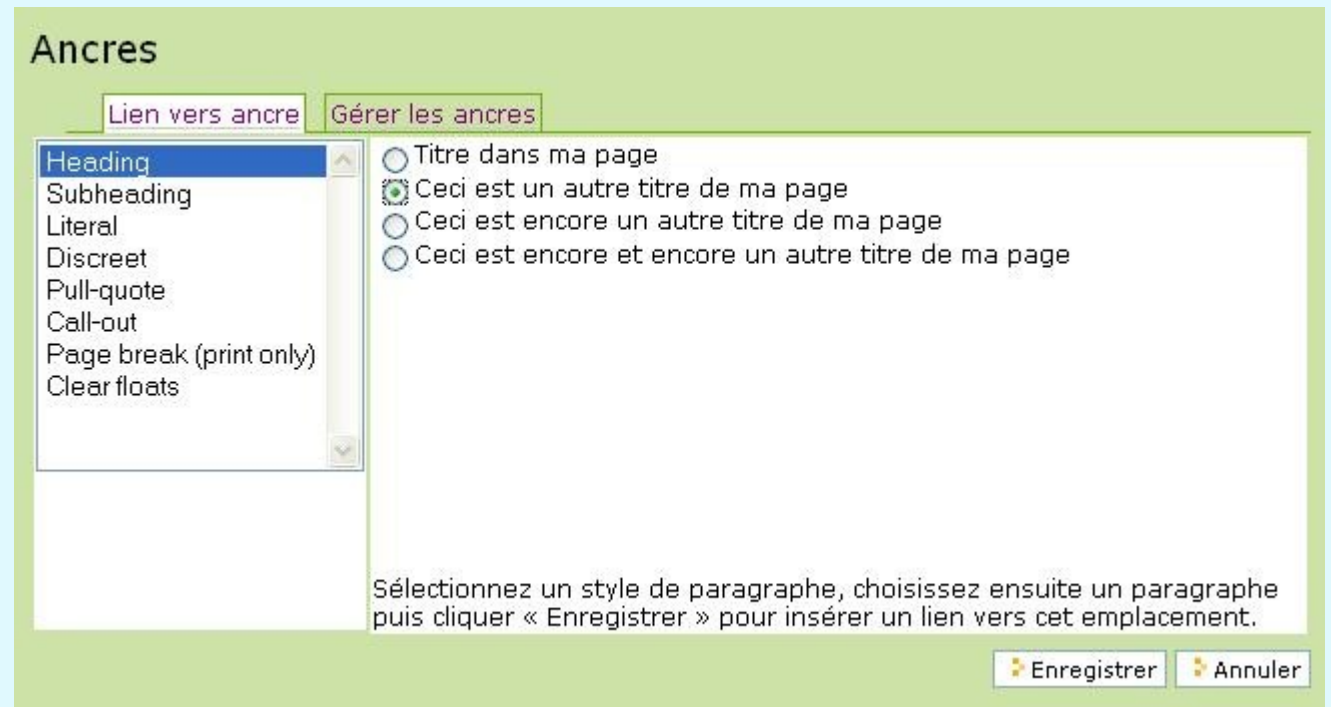 Ancres
Lien vers ancre
Gérer les ancres
Heading
Subheading
Literal
Discreet
Pull-quote
Call-out
Page break (print only)
Clear floats
Titre dans ma page
Ceci est un autre titre de ma page
Ceci est encore un autre titre de ma page
Ceci est encore et encore un autre titre de ma page
Sélectionnez un style de paragraphe, choisissez ensuite un paragraphe
puis cliquer « Enregistrer » pour insérer un lien vers cet emplacement.
Enregistrer
Annuler